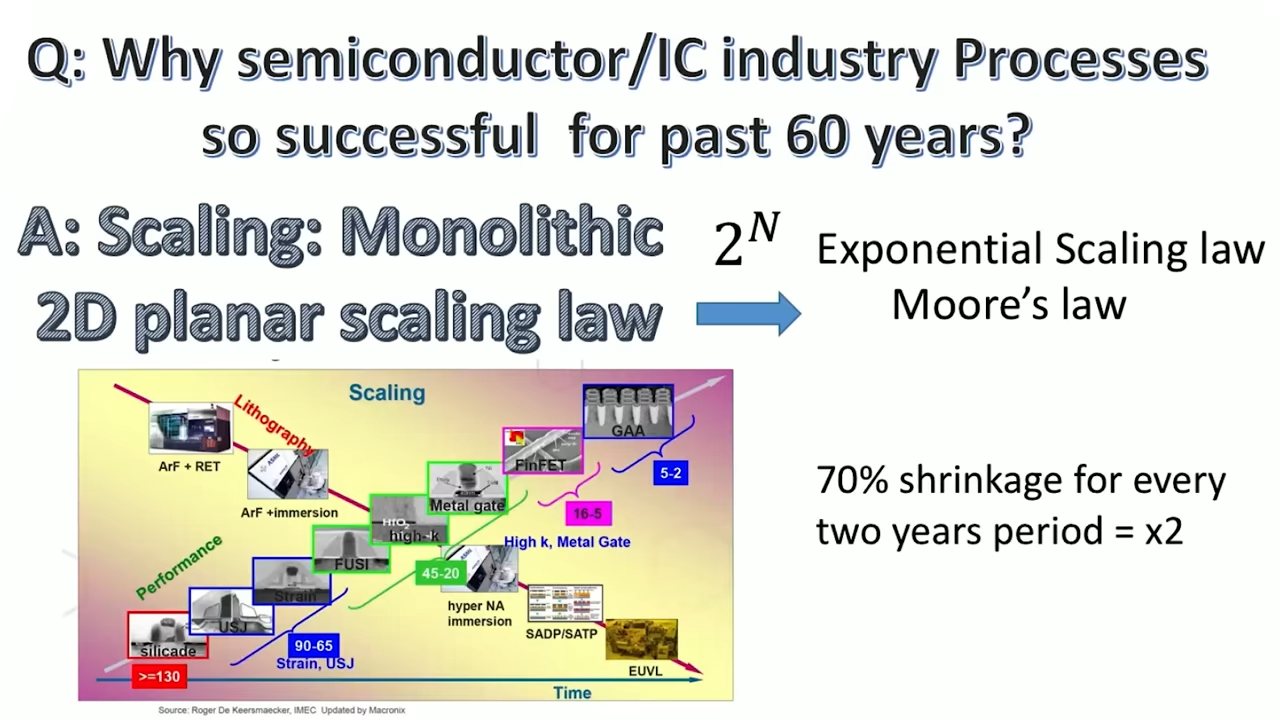 Q: Why semiconductor/IC industry Processes
so successful for past 60 years?
A: Scaling: Monolithic
2D planar scaling law
2^N
Exponential Scaling law
Moore's law
Scaling
Lithography
ArF + RET
ArF +immersion
GAA
5-2
FinFET
16-5
Metal gate
High k, Metal Gate
HfO2
high-k
FUSI
45-20
Performance
Strain
hyper NA
immersion
SADP/SATP
USJ
90-65
Strain, USJ
silicade
>=130
EUVL
Time
Source: Roger De Keersmaecker, IMEC Updated by Macronix
70% shrinkage for every
two years period = x2